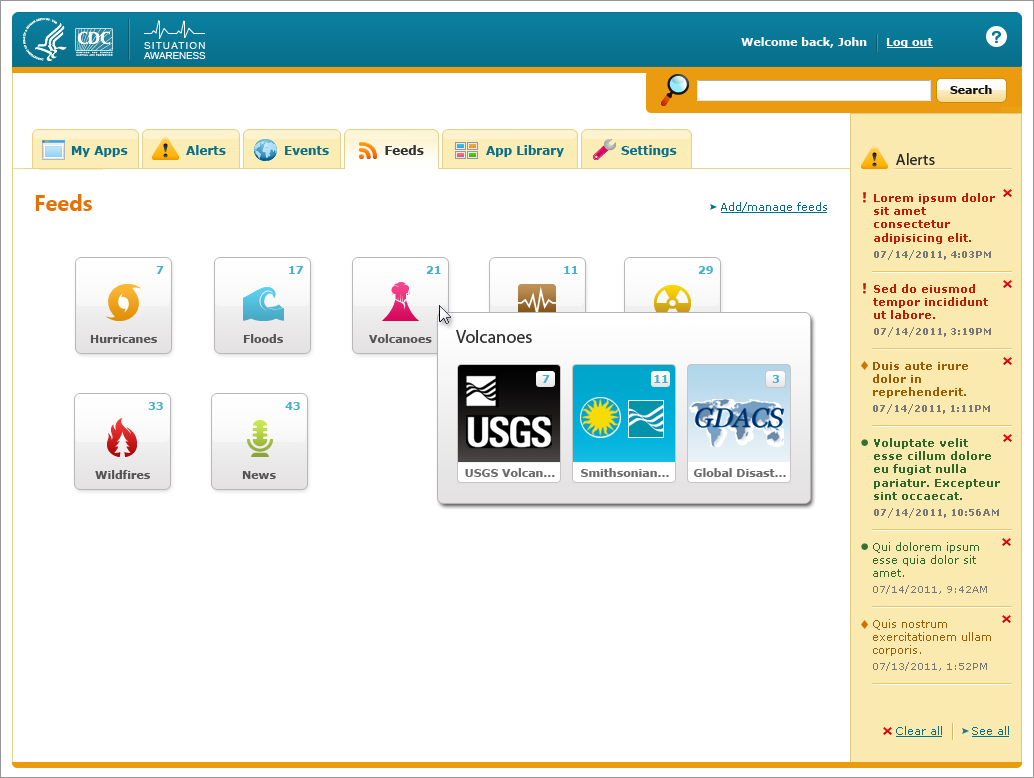 CDC
SITUATION
AWARENESS
Welcome back, John
Log out
?
Search
My Apps
Alerts
Events
Feeds
App Library
Settings
Feeds
Add/manage feeds
7
Hurricanes
17
Floods
21
Volcanoes
11
29
33
Wildfires
43
News
Volcanoes
7
USGS
USGS Volcan...
11
Smithsonian...
3
GDACS
Global Disast...
Alerts
! Lorem ipsum dolor
sit amet
consectetur
adipisicing elit.
07/14/2011, 4:03PM
! Sed do eiusmod
tempor incididunt
ut labore.
07/14/2011, 3:19PM
Duis aute irure
dolor in
reprehenderit.
07/14/2011, 1:11PM
Voluptate velit
esse cillum dolore
eu fugiat nulla
pariatur. Excepteur
sint occaecat.
07/14/2011, 10:56AM
Qui dolorem ipsum
esse quia dolor sit
amet.
07/14/2011, 9:42AM
Quis nostrum
exercitationem ullam
corporis.
07/13/2011, 1:52PM
Clear all
See all